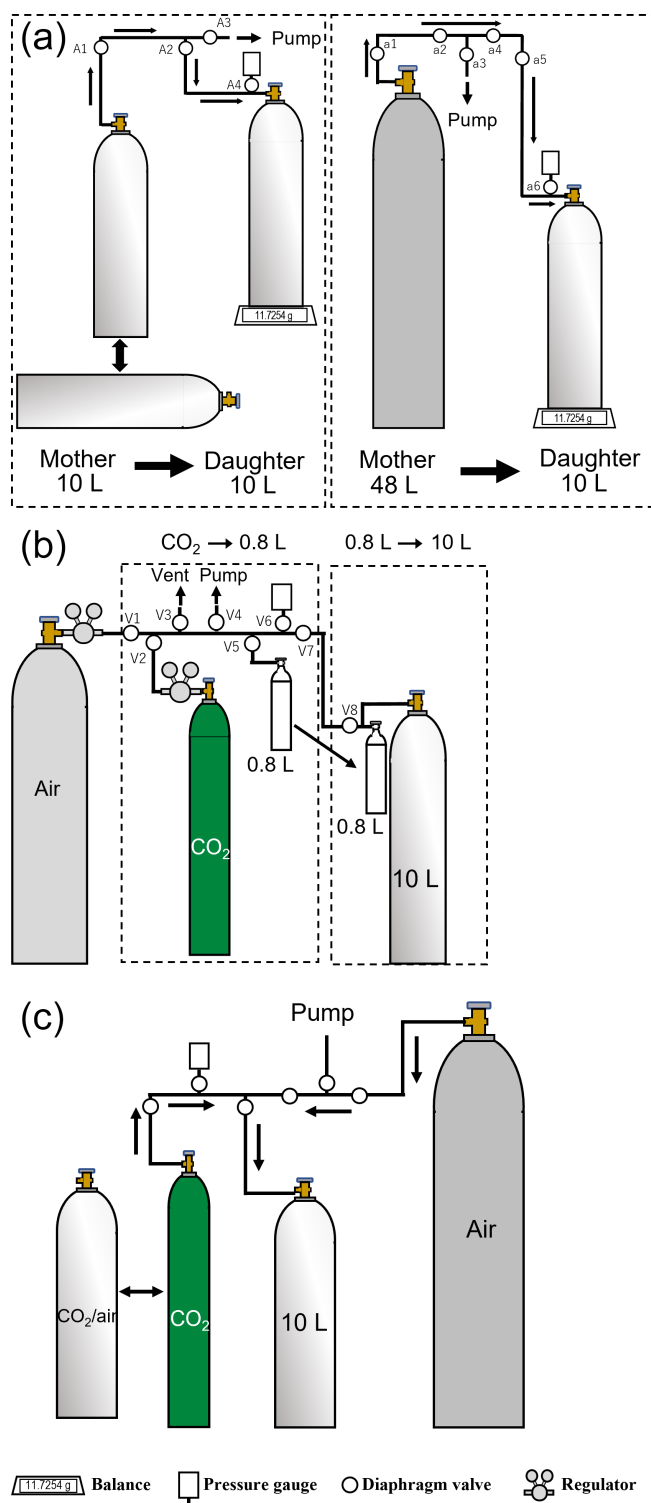 (a)
A1
A2
A3
Pump
A4
11.7254 g
Mother
10 L
Daughter
10 L
a1
a2
a3
a4
a5
Pump
a6
11.7254 g
Mother
48 L
Daughter
10 L
(b)
CO₂ → 0.8 L
0.8 L → 10 L
Vent
Pump
V1
V2
V3
V4
V5
V6
V7
V8
Air
CO₂
0.8 L
0.8 L
10 L
(c)
Pump
CO₂/air
CO₂
10 L
Air
11.7254 g
Balance
Pressure gauge
Diaphragm valve
Regulator